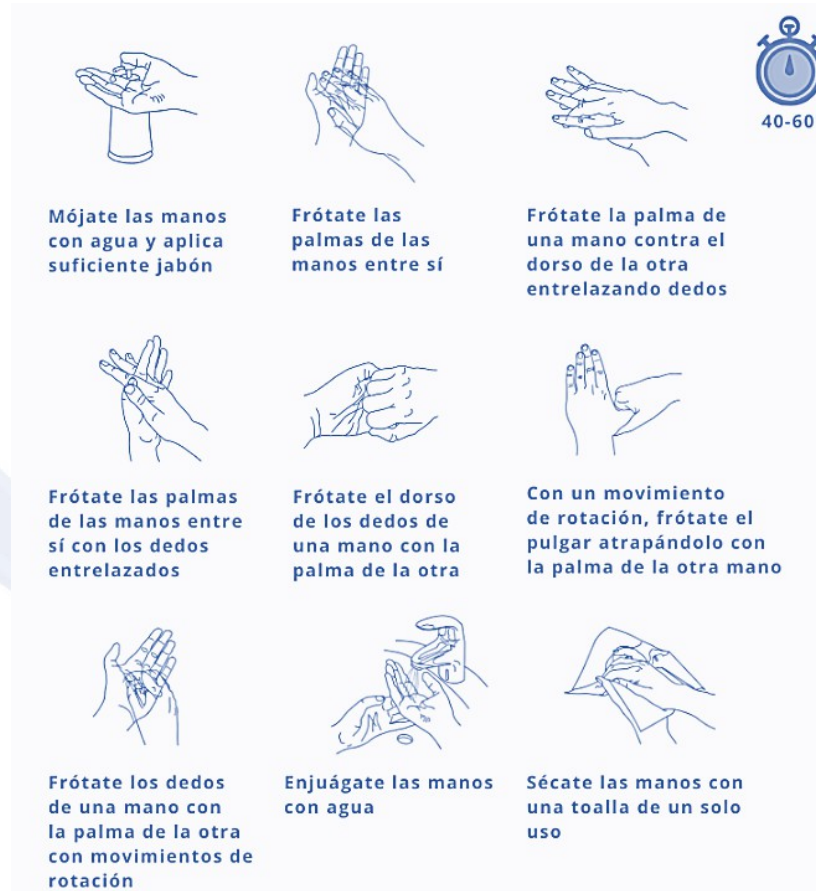 40-60
Mójate las manos
con agua y aplica
suficiente jabón
Frótate las
palmas de las
manos entre sí
Frótate la palma de
una mano contra el
dorso de la otra
entrelazando dedos
Frótate las palmas
de las manos entre
sí con los dedos
entrelazados
Frótate el dorso
de los dedos de
una mano con la
palma de la otra
Con un movimiento
de rotación, frótate el
pulgar atrapándolo con
la palma de la otra mano
Frótate los dedos
de una mano con
la palma de la otra
con movimientos de
rotación
Enjuágate las manos
con agua
Sécate las manos con
una toalla de un solo
uso